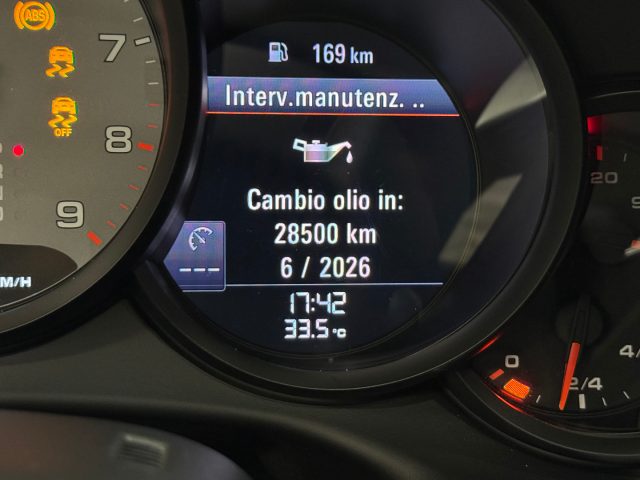 ABS
7
169 km
Interv.manutenz. ..
OFF
8
Cambio olio in:
20
9
28500 km
6 / 2026
---
M/H
17:42
33.5 °C
0
2/4
4/